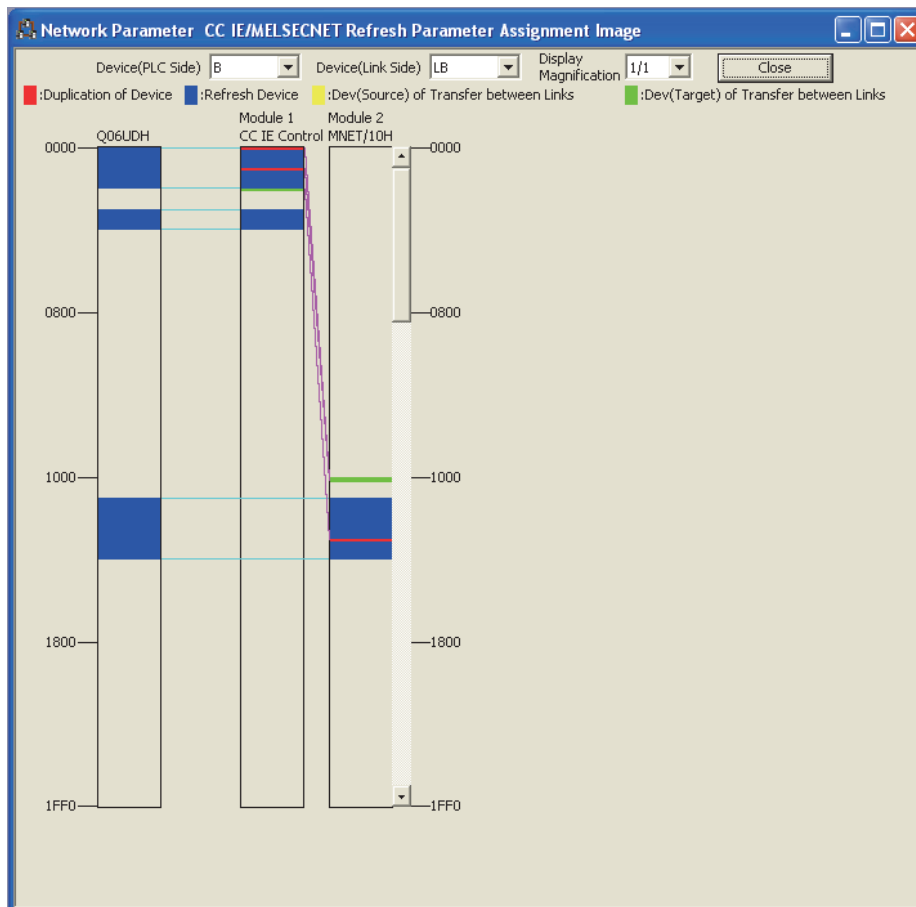 Network Parameter  CC IE/MELSECNET Refresh Parameter Assignment Image
Device(PLC Side) B Device(Link Side) LB Display Magnification 1/1 Close
:Duplication of Device :Refresh Device :Dev(Source) of Transfer between Links :Dev(Target) of Transfer between Links
Module 1 Module 2
Q06UDH CC IE Control MNET/10H
0000 0000
0800 0800
1000 1000
1800 1800
1FF0 1FF0